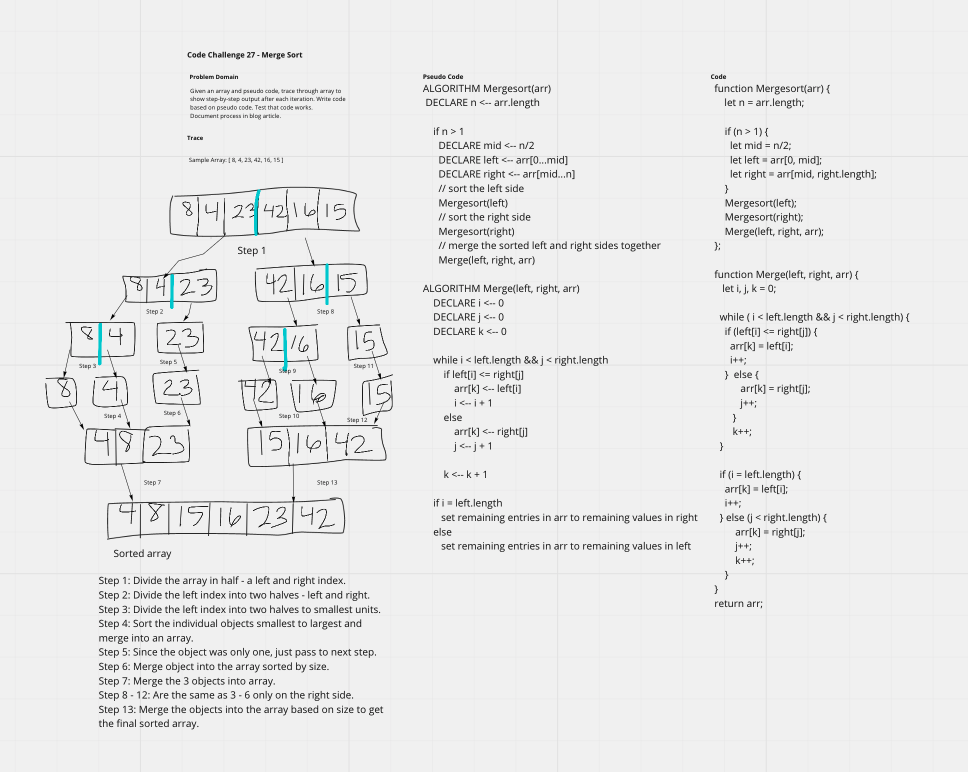 Code Challenge 27 - Merge Sort
Problem Domain
Given an array and pseudo code, trace through array to
show step-by-step output after each iteration. Write code
based on pseudo code. Test that code works.
Document process in blog article.
Trace
Sample Array: [ 8, 4, 23, 42, 16, 15 ]
8 4 23 42 16 15
Step 1
8 4 23
42 16 15
Step 2
Step 8
8 4
23
42 16
15
Step 3
Step 5
Step 9
Step 11
8
4
23
42
16
15
Step 4
Step 6
Step 10
Step 12
4 8 23
15 16 42
Step 7
Step 13
4 8 15 16 23 42
Sorted array
Step 1: Divide the array in half - a left and right index.
Step 2: Divide the left index into two halves - left and right.
Step 3: Divide the left index into two halves to smallest units.
Step 4: Sort the individual objects smallest to largest and
merge into an array.
Step 5: Since the object was only one, just pass to next step.
Step 6: Merge object into the array sorted by size.
Step 7: Merge the 3 objects into array.
Step 8 - 12: Are the same as 3 - 6 only on the right side.
Step 13: Merge the objects into the array based on size to get
the final sorted array.
Pseudo Code
ALGORITHM Mergesort(arr)
DECLARE n <-- arr.length
if n > 1
DECLARE mid <-- n/2
DECLARE left <-- arr[0...mid]
DECLARE right <-- arr[mid...n]
// sort the left side
Mergesort(left)
// sort the right side
Mergesort(right)
// merge the sorted left and right sides together
Merge(left, right, arr)
ALGORITHM Merge(left, right, arr)
DECLARE i <-- 0
DECLARE j <-- 0
DECLARE k <-- 0
while i < left.length && j < right.length
if left[i] <= right[j]
arr[k] <-- left[i]
i <-- i + 1
else
arr[k] <-- right[j]
j <-- j + 1
k <-- k + 1
if i = left.length
set remaining entries in arr to remaining values in right
else
set remaining entries in arr to remaining values in left
Code
function Mergesort(arr) {
let n = arr.length;
if (n > 1) {
let mid = n/2;
let left = arr[0, mid];
let right = arr[mid, right.length];
}
Mergesort(left);
Mergesort(right);
Merge(left, right, arr);
};
function Merge(left, right, arr) {
let i, j, k = 0;
while ( i < left.length && j < right.length) {
if (left[i] <= right[j]) {
arr[k] = left[i];
i++;
} else {
arr[k] = right[j];
j++;
}
k++;
}
if (i = left.length) {
arr[k] = left[i];
i++;
} else (j < right.length) {
arr[k] = right[j];
j++;
k++;
}
}
return arr;